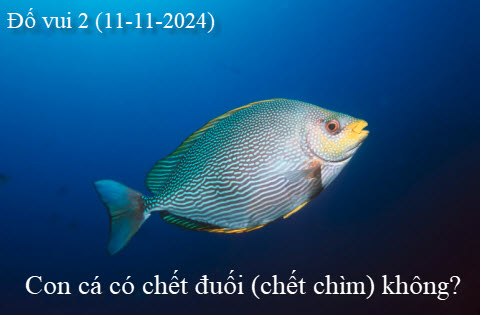 Đố vui 2 (11-11-2024)
Con cá có chết đuối (chết chìm) không?